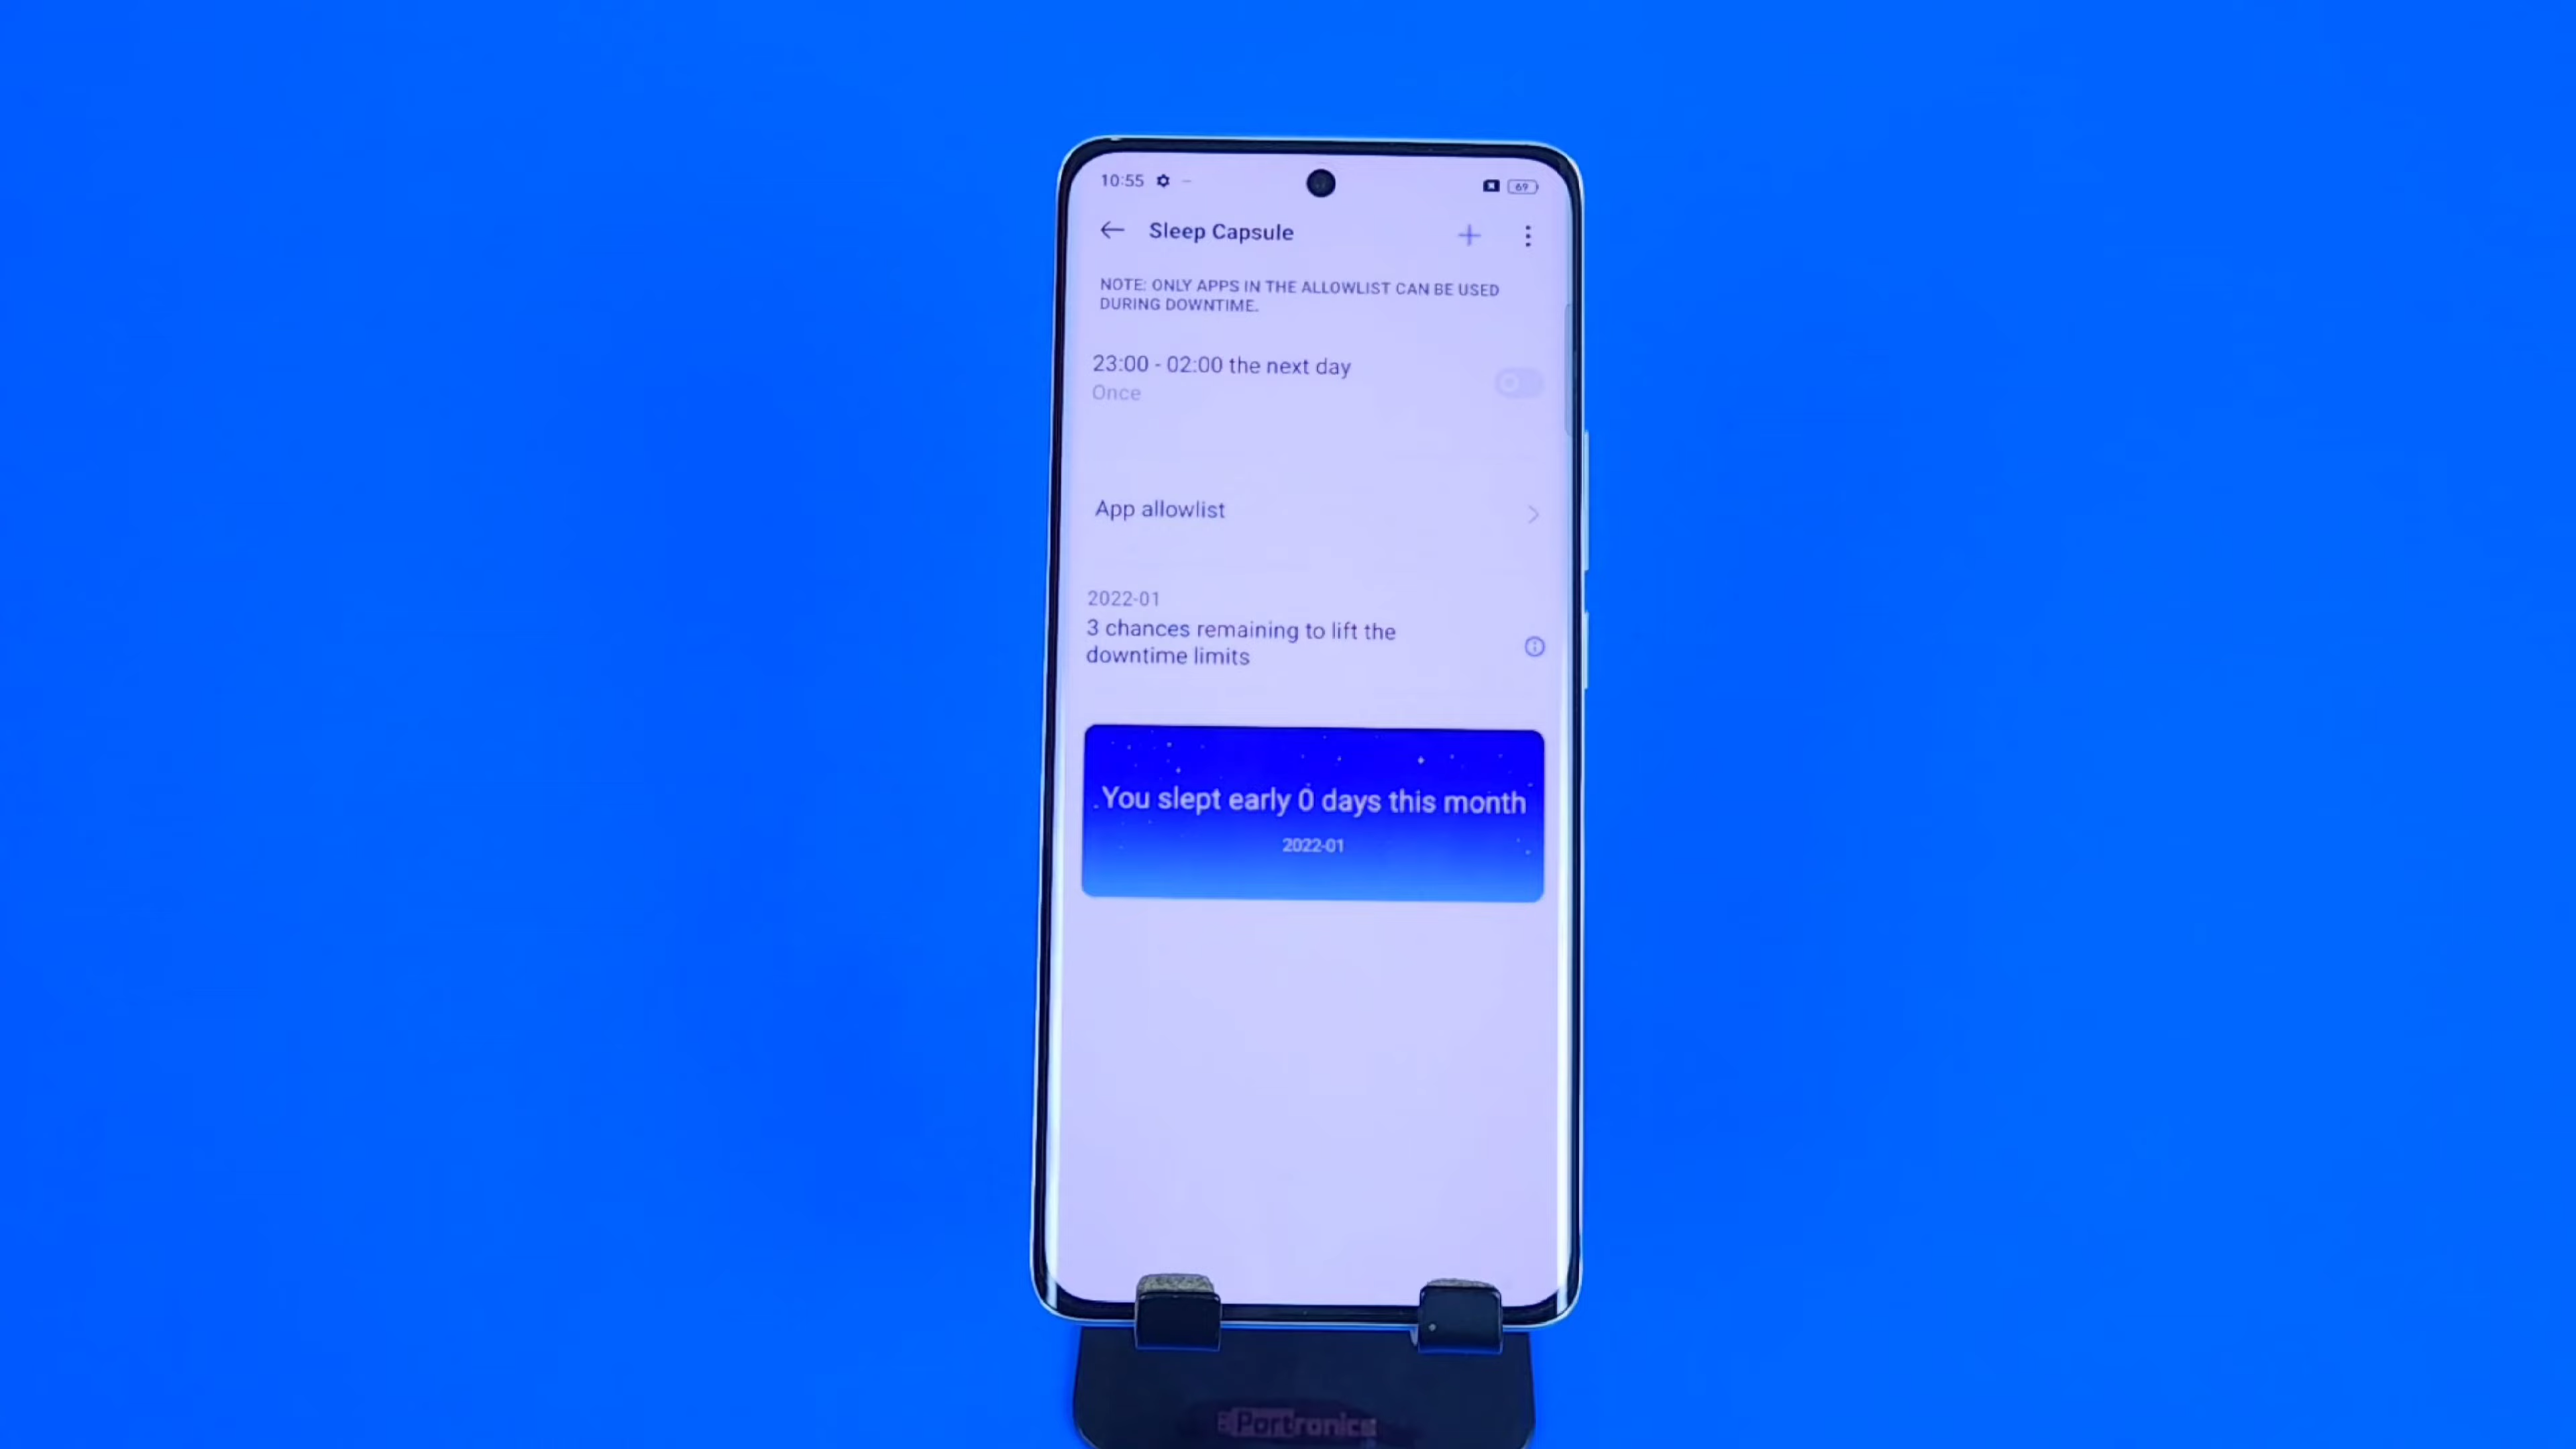 10:55
69
Sleep Capsule
NOTE: ONLY APPS IN THE ALLOWLIST CAN BE USED
DURING DOWNTIME.
23:00 - 02:00 the next day
Once
App allowlist
2022-01
3 chances remaining to lift the
downtime limits
You slept early 0 days this month
2022-01
Portronics